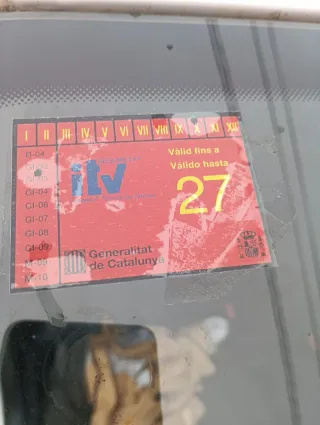 I II III IV V VI VII VIII IX X XI XII
GI-04
Vàlid fins a
Válido hasta
itv
27
GI-06
GI-07
GI-08
GI-09
Generalitat
de Catalunya